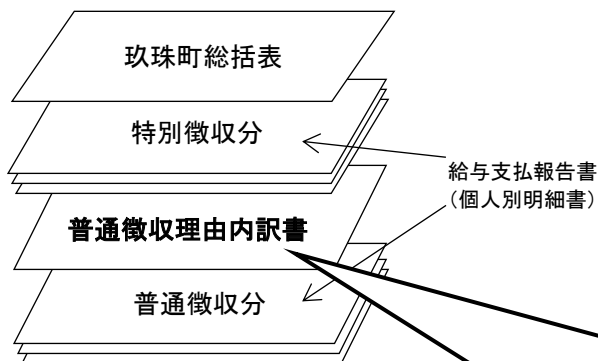 玖珠町総括表
特別徴収分
給与支払報告書
（個人別明細書）
普通徴収理由内訳書
普通徴収分